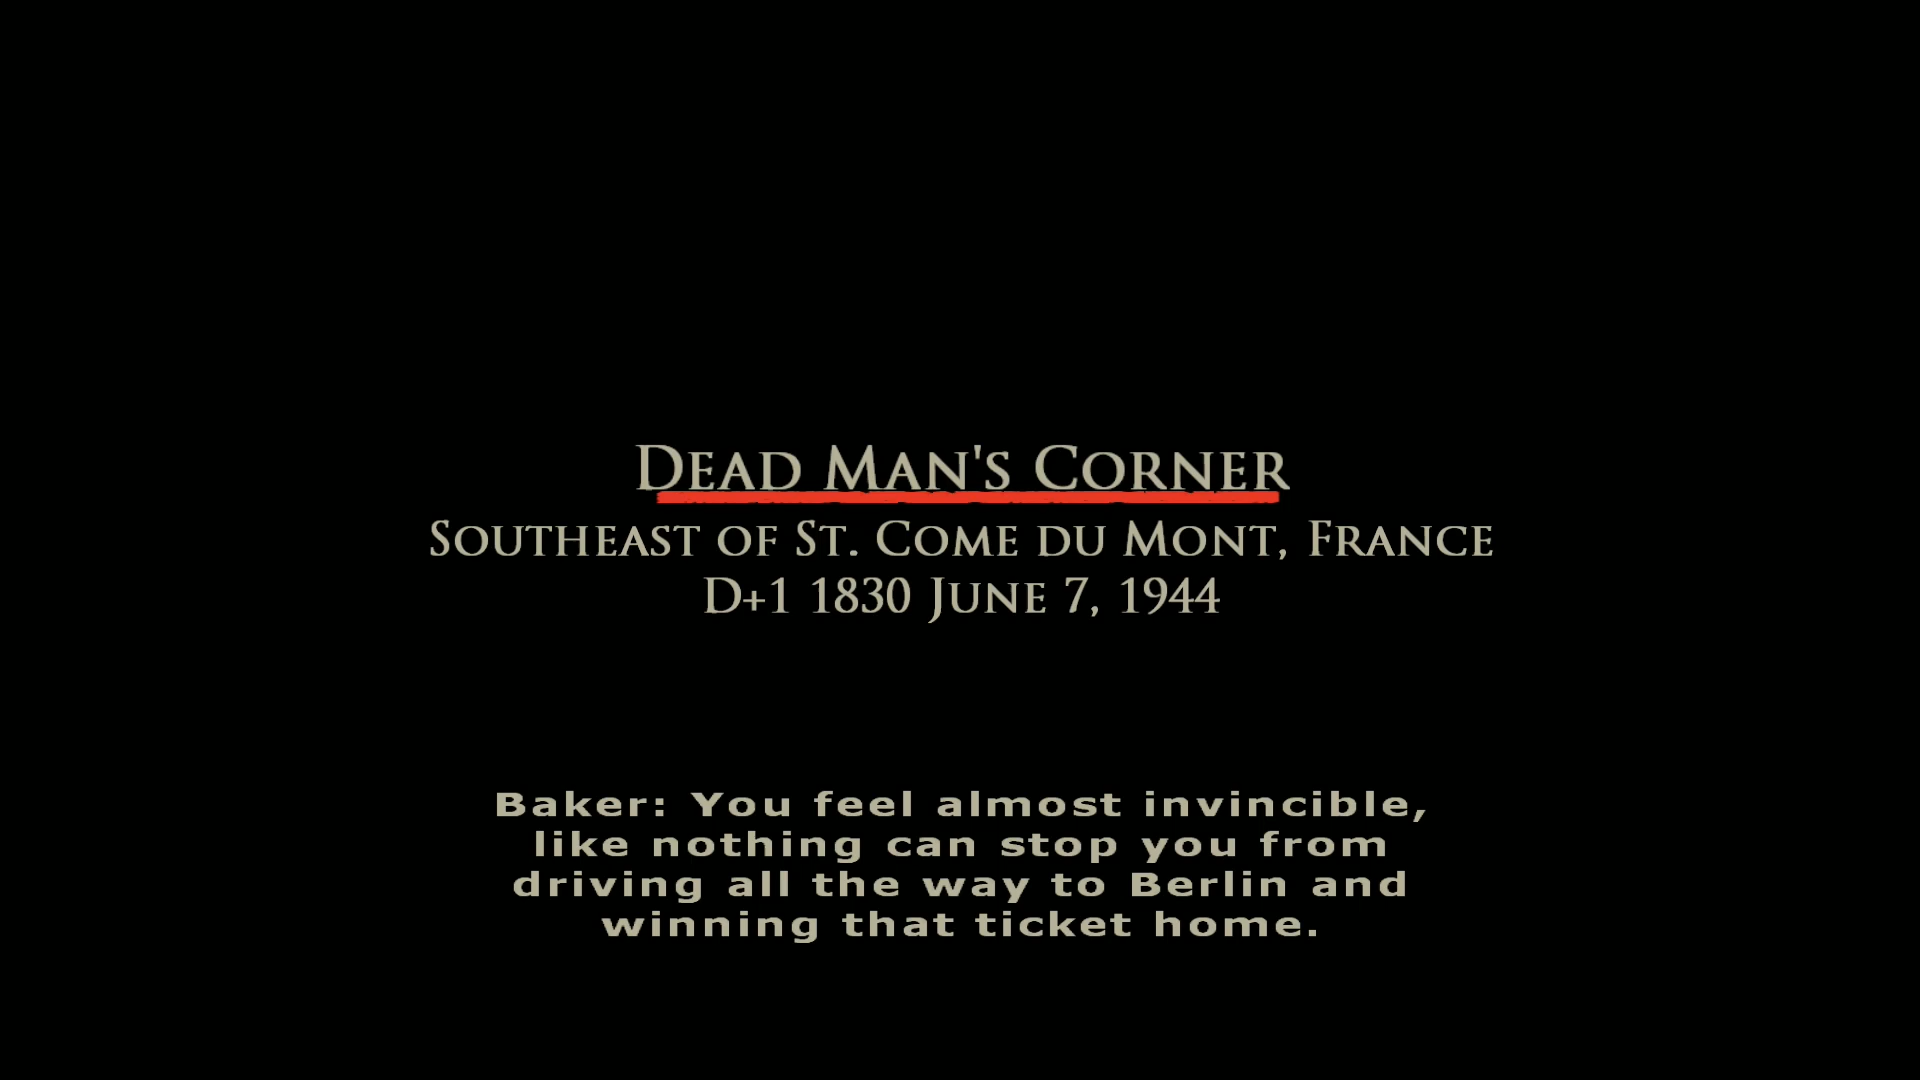 Dead Man's Corner
Southeast of St. Come du Mont, France
D+1 1830 June 7, 1944
Baker: You feel almost invincible,
like nothing can stop you from
driving all the way to Berlin and
winning that ticket home.